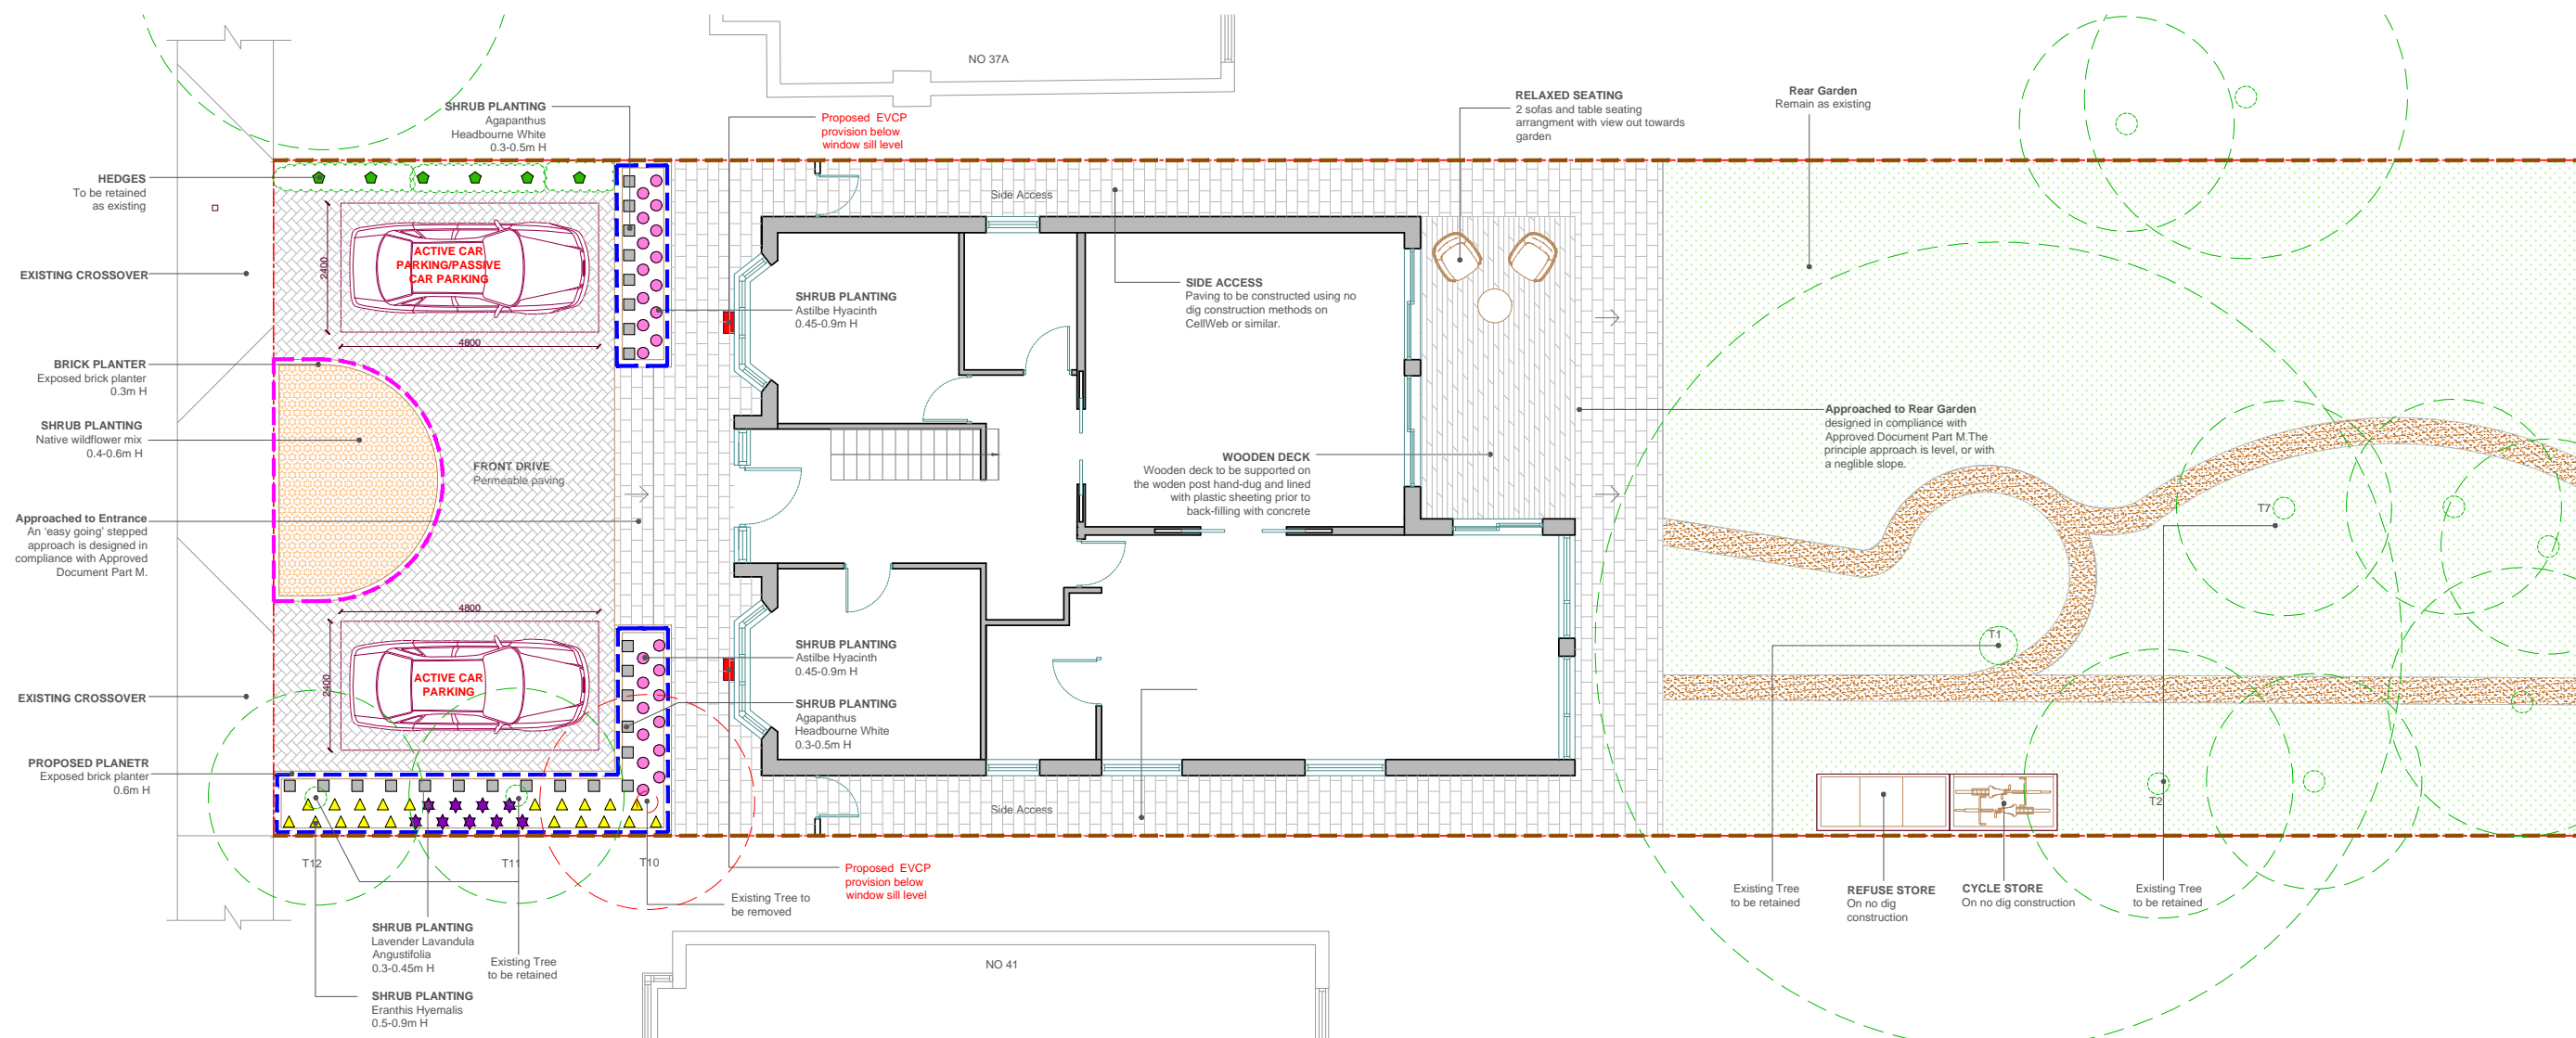 NO 37A
SHRUB PLANTING
Agapanthus
Headbourne White
0.3-0.5m H
Proposed EVCP
provision below
window sill level
RELAXED SEATING
2 sofas and table seating
arrangment with view out towards
garden
Rear Garden
Remain as existing
HEDGES
To be retained
as existing
Side Access
EXISTING CROSSOVER
2400
ACTIVE CAR
PARKING/PASSIVE
CAR PARKING
4800
SHRUB PLANTING
Astilbe Hyacinth
0.45-0.9m H
SIDE ACCESS
Paving to be constructed using no
dig construction methods on
CellWeb or similar.
BRICK PLANTER
Exposed brick planter
0.3m H
SHRUB PLANTING
Native wildflower mix
0.4-0.6m H
FRONT DRIVE
Permeable paving
WOODEN DECK
Wooden deck to be supported on
the woden post hand-dug and lined
with plastic sheeting prior to
back-filling with concrete
Approached to Rear Garden
designed in compliance with
Approved Document Part M.The
principle approach is level, or with
a neglible slope.
T7
Approached to Entrance
An 'easy going' stepped
approach is designed in
compliance with Approved
Document Part M.
4800
2400
ACTIVE CAR
PARKING
SHRUB PLANTING
Astilbe Hyacinth
0.45-0.9m H
T1
EXISTING CROSSOVER
SHRUB PLANTING
Agapanthus
Headbourne White
0.3-0.5m H
PROPOSED PLANETR
Exposed brick planter
0.6m H
Side Access
T2
T12
T11
T10
Proposed EVCP
provision below
window sill level
Existing Tree to
be removed
Existing Tree
to be retained
REFUSE STORE
On no dig
construction
CYCLE STORE
On no dig construction
Existing Tree
to be retained
SHRUB PLANTING
Lavender Lavandula
Angustifolia
0.3-0.45m H
Existing Tree
to be retained
NO 41
SHRUB PLANTING
Eranthis Hyemalis
0.5-0.9m H